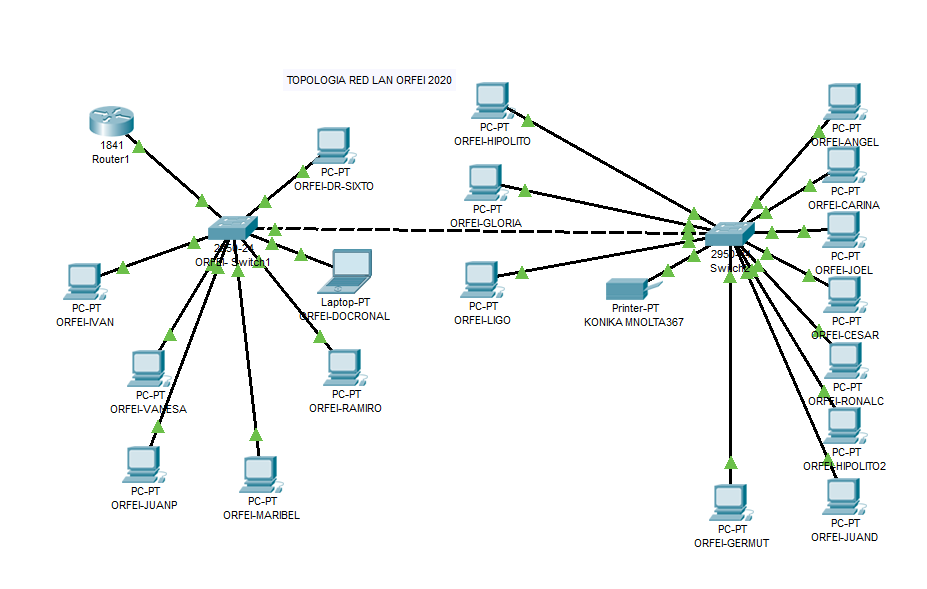 TOPOLOGIA RED LAN ORFEI 2020
1841
Router1
PC-PT
ORFEI-DR-SIXTO
2950-24
ORFEI- Switch1
PC-PT
ORFEI-IVAN
Laptop-PT
ORFEI-DOCRONAL
PC-PT
ORFEI-VANESA
PC-PT
ORFEI-RAMIRO
PC-PT
ORFEI-JUANP
PC-PT
ORFEI-MARIBEL
PC-PT
ORFEI-HIPOLITO
PC-PT
ORFEI-GLORIA
PC-PT
ORFEI-LIGO
Printer-PT
KONIKA MNOLTA367
2950-24
Switch2
PC-PT
ORFEI-ANGEL
PC-PT
ORFEI-CARINA
PC-PT
ORFEI-JOEL
PC-PT
ORFEI-CESAR
PC-PT
ORFEI-RONALC
PC-PT
ORFEI-HIPOLITO2
PC-PT
ORFEI-JUAND
PC-PT
ORFEI-GERMUT